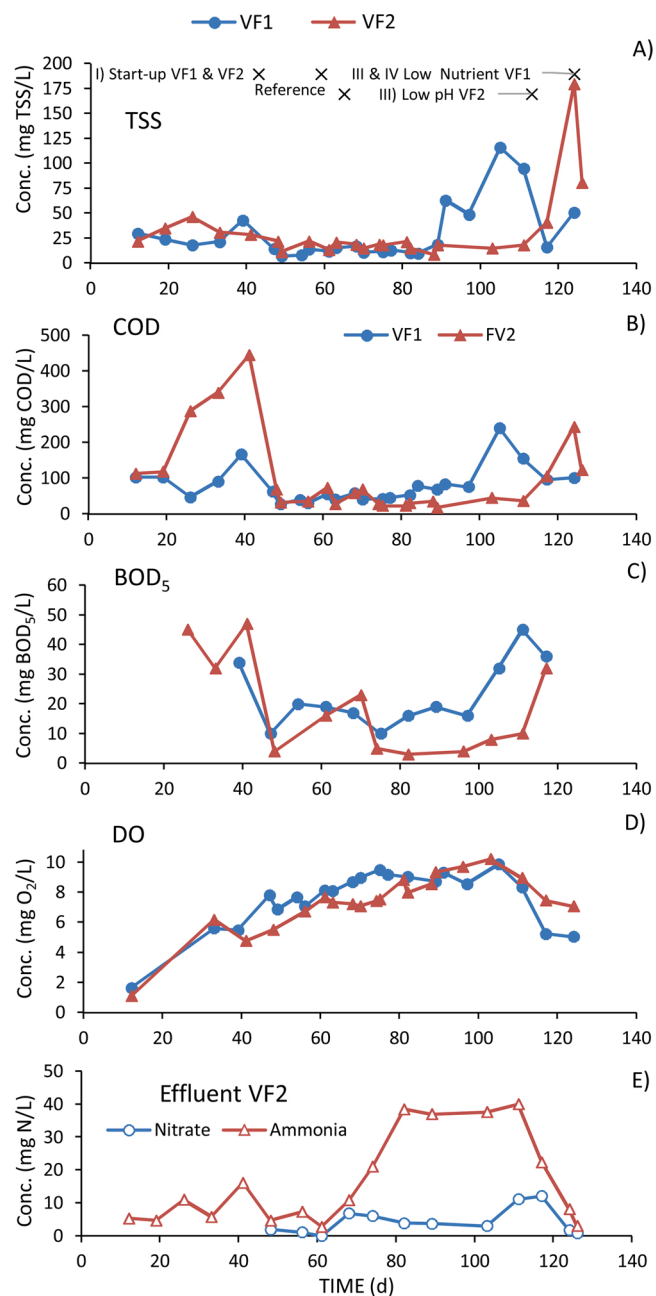 VF1 VF2
A)
I) Start-up VF1 & VF2 III & IV Low Nutrient VF1
Reference III) Low pH VF2
TSS
Conc. (mg TSS/L)
200
175
150
125
100
75
50
25
0
0 20 40 60 80 100 120 140
B)
COD
VF1 FV2
Conc. (mg COD/L)
500
400
300
200
100
0
0 20 40 60 80 100 120 140
C)
BOD5
Conc. (mg BOD5/L)
60
50
40
30
20
10
0
0 20 40 60 80 100 120 140
D)
DO
Conc. (mg O2/L)
10
8
6
4
2
0
0 20 40 60 80 100 120 140
E)
Effluent VF2
Nitrate Ammonia
Conc. (mg N/L)
50
40
30
20
10
0
0 20 40 60 80 100 120 140
TIME (d)